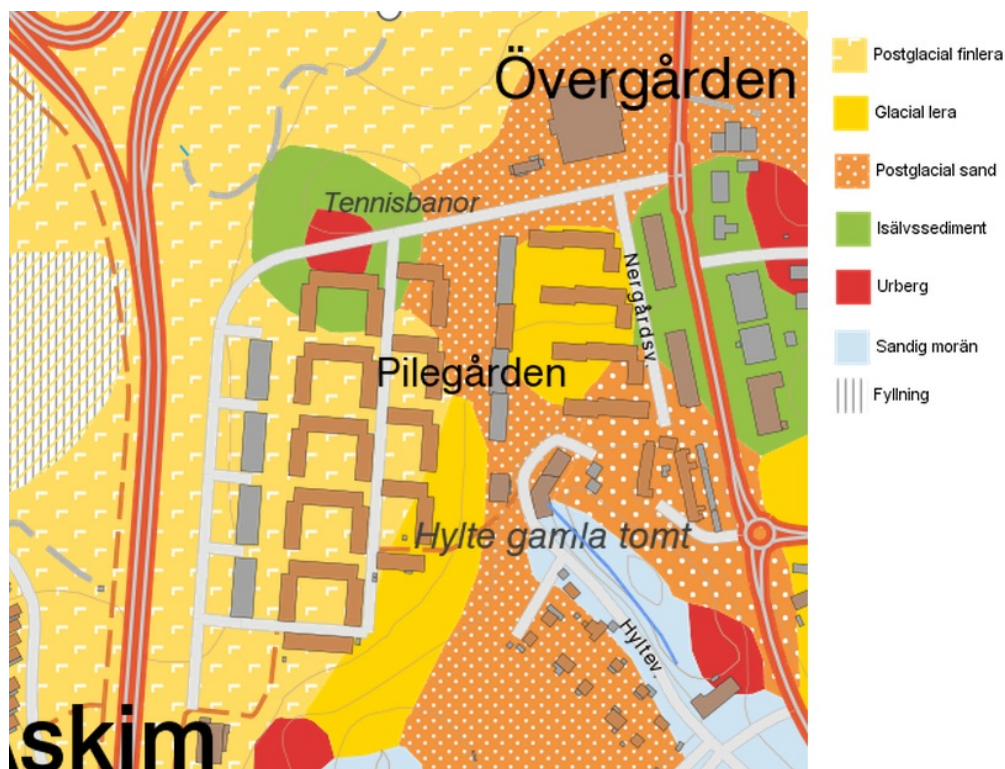 Övergården
Tennisbanor
Nergårdsv.
Pilegården
Hylte gamla tomt
Hyltev.
Askim
Postglacial finlera
Glacial lera
Postglacial sand
Isälvssediment
Urberg
Sandig morän
Fyllning